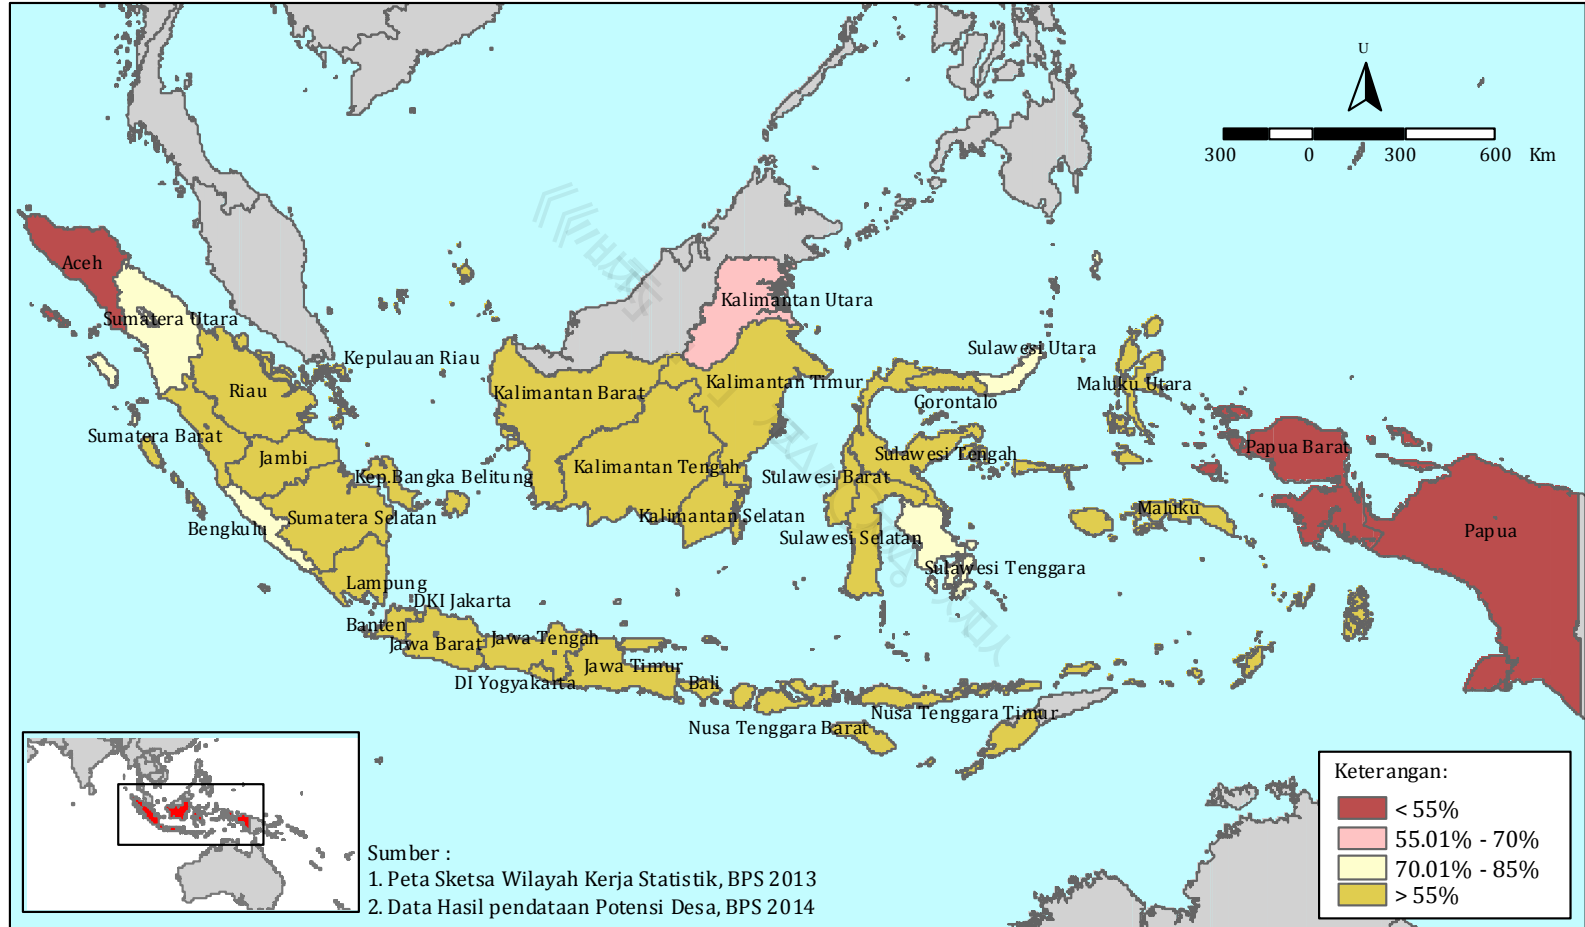 U
300 0 300 600 Km
Aceh
Sumatera Utara
Kalimantan Utara
Kepulauan Riau
Sulawesi Utara
Riau
Kalimantan Barat
Kalimantan Timur
Maluku Utara
Gorontalo
Sumatera Barat
Papua Barat
Jambi
Sulawesi Tengah
Kalimantan Tengah
Kep.Bangka Belitung
Sulawesi Barat
Maluku
Sumatera Selatan
Kalimantan Selatan
Bengkulu
Papua
Sulawesi Selatan
Sulawesi Tenggara
Lampung
DKI Jakarta
Banten
Jawa Tengah
Jawa Barat
Jawa Timur
DI Yogyakarta
Bali
Nusa Tenggara Timur
Nusa Tenggara Barat
Keterangan:
< 55%
55.01% - 70%
70.01% - 85%
> 55%
Sumber :
1. Peta Sketsa Wilayah Kerja Statistik, BPS 2013
2. Data Hasil pendataan Potensi Desa, BPS 2014